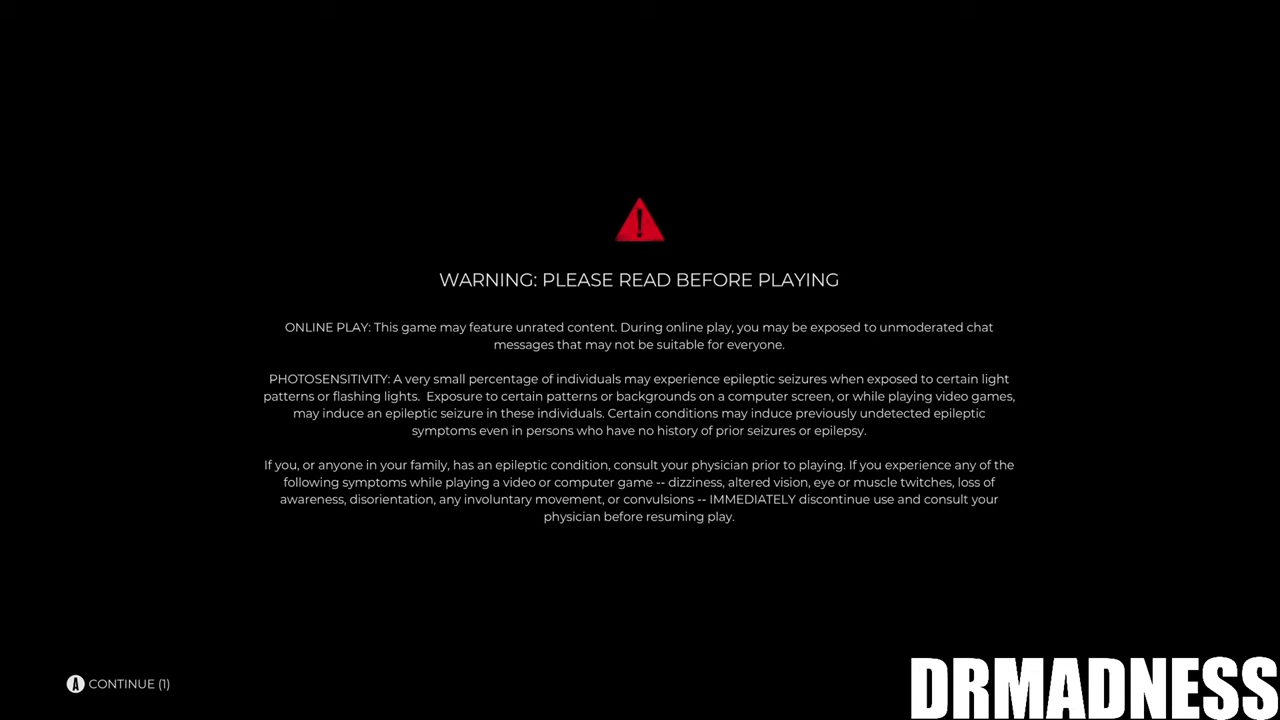 WARNING: PLEASE READ BEFORE PLAYING
ONLINE PLAY: This game may feature unrated content. During online play, you may be exposed to unmoderated chat
messages that may not be suitable for everyone.
PHOTOSENSITIVITY: A very small percentage of individuals may experience epileptic seizures when exposed to certain light
patterns or flashing lights.  Exposure to certain patterns or backgrounds on a computer screen, or while playing video games,
may induce an epileptic seizure in these individuals. Certain conditions may induce previously undetected epileptic
symptoms even in persons who have no history of prior seizures or epilepsy.
If you, or anyone in your family, has an epileptic condition, consult your physician prior to playing. If you experience any of the
following symptoms while playing a video or computer game -- dizziness, altered vision, eye or muscle twitches, loss of
awareness, disorientation, any involuntary movement, or convulsions -- IMMEDIATELY discontinue use and consult your
physician before resuming play.
A CONTINUE (1)
DRMADNESS